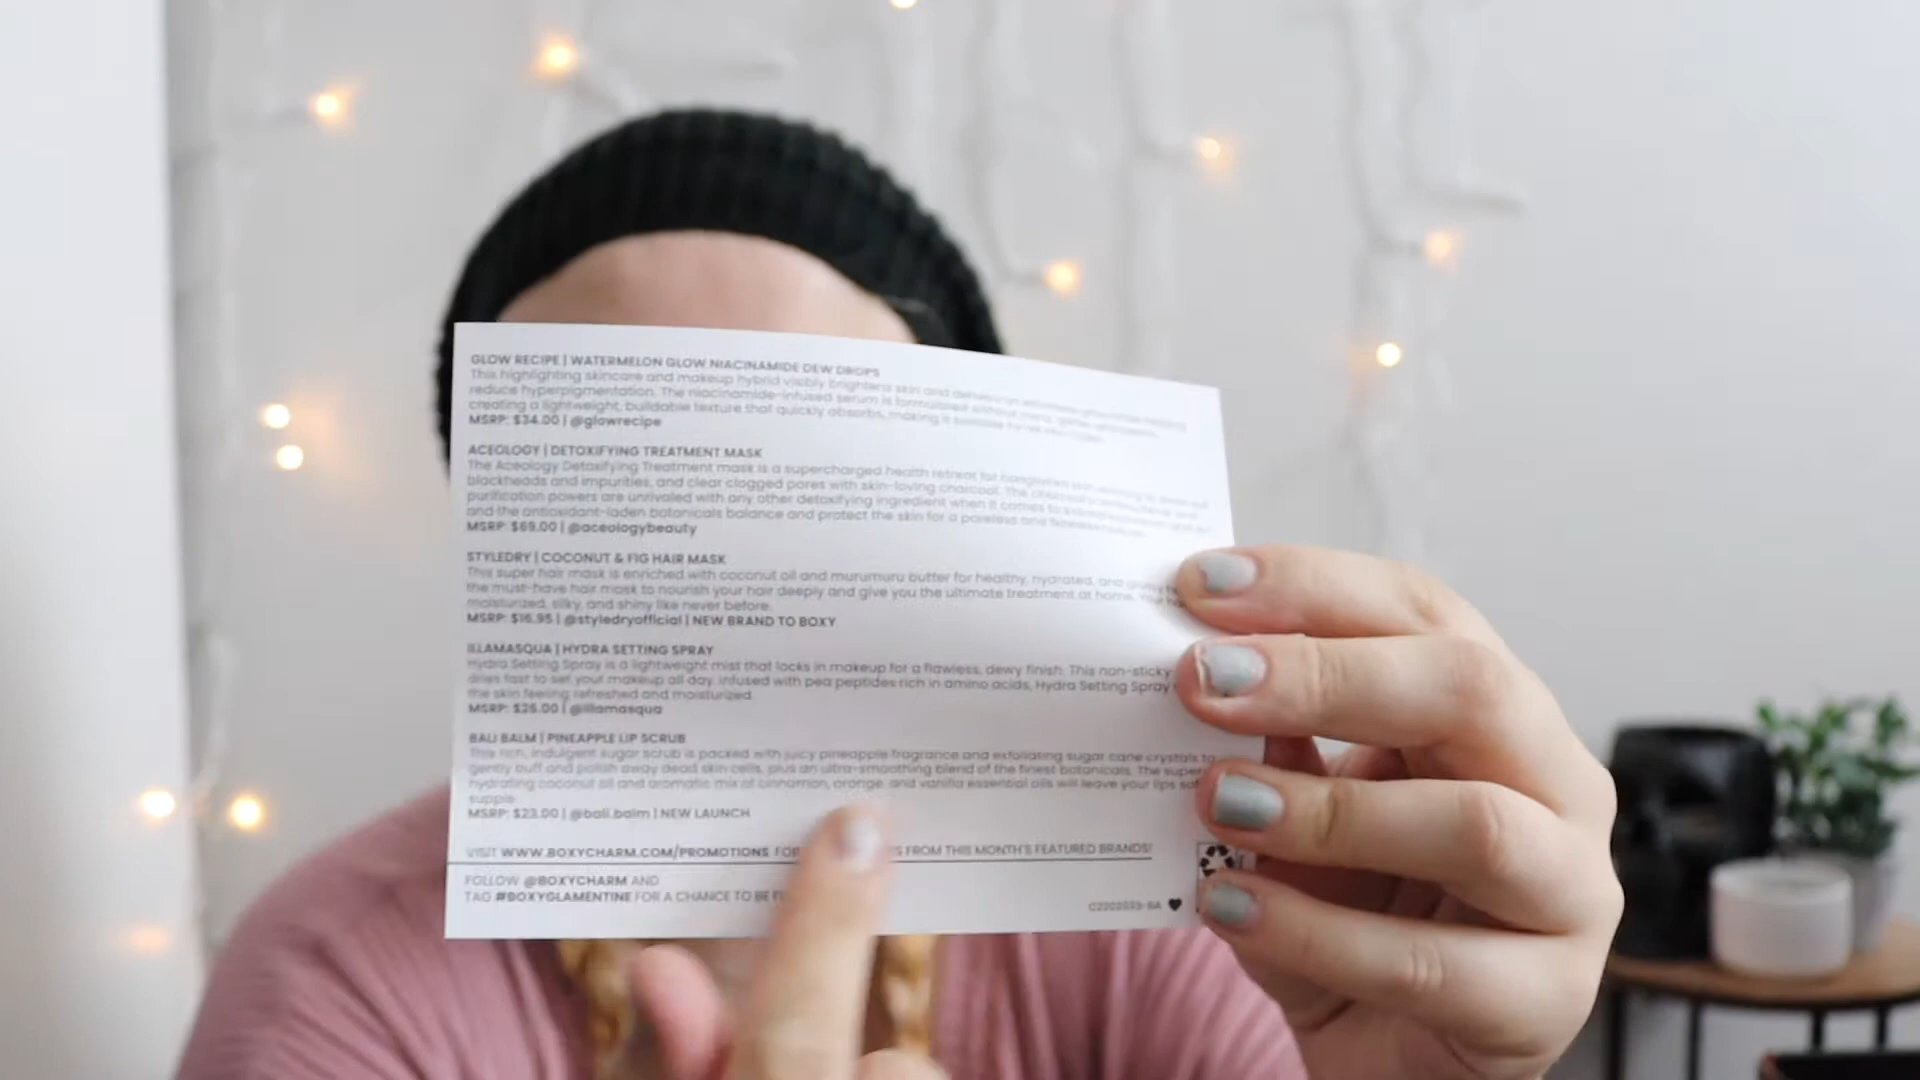 GLOW RECIPE | WATERMELON GLOW NIACINAMIDE DEW DROPS
This highlighting skincare and makeup hybrid visibly brightens skin and
reduce hyperpigmentation. The niacinamide-infused serum is formulated without
creating a lightweight, buildable texture that quickly absorbs, making it
MSRP: $34.00 | @glowrecipe
ACEOLOGY | DETOXIFYING TREATMENT MASK
The Aceology Detoxifying Treatment mask is a supercharged health retreat for congested
blackheads and impurities, and clear clogged pores with skin-loving charcoal. The
purification powers are unrivaled with any other detoxifying ingredient when it comes to
and the antioxidant-laden botanicals balance and protect the skin for a poreless and
MSRP: $69.00 | @aceologybeauty
STYLEDRY | COCONUT & FIG HAIR MASK
This super hair mask is enriched with coconut oil and murumuru butter for healthy, hydrated, and
the must-have hair mask to nourish your hair deeply and give you the ultimate treatment at home. Your
moisturized, silky, and shiny like never before.
MSRP: $16.95 | @styledryofficial | NEW BRAND TO BOXY
ILLAMASQUA | HYDRA SETTING SPRAY
Hydra Setting Spray is a lightweight mist that locks in makeup for a flawless, dewy finish. This non-sticky
dries fast to set your makeup all day. Infused with pea peptides rich in amino acids, Hydra Setting Spray
the skin feeling refreshed and moisturized.
MSRP: $26.00 | @illamasqua
BALI BALM | PINEAPPLE LIP SCRUB
This rich, indulgent sugar scrub is packed with juicy pineapple fragrance and exfoliating sugar cane crystals to
gently buff and polish away dead skin cells, plus an ultra-smoothing blend of the finest botanicals. The super
hydrating coconut oil and aromatic mix of cinnamon, orange, and vanilla essential oils will leave your lips
supple.
MSRP: $23.00 | @bali.balm | NEW LAUNCH
VISIT WWW.BOXYCHARM.COM/PROMOTIONS FROM THIS MONTH'S FEATURED BRANDS!
FOLLOW @BOXYCHARM AND
TAG #BOXYGLAMENTINE FOR A CHANCE TO BE